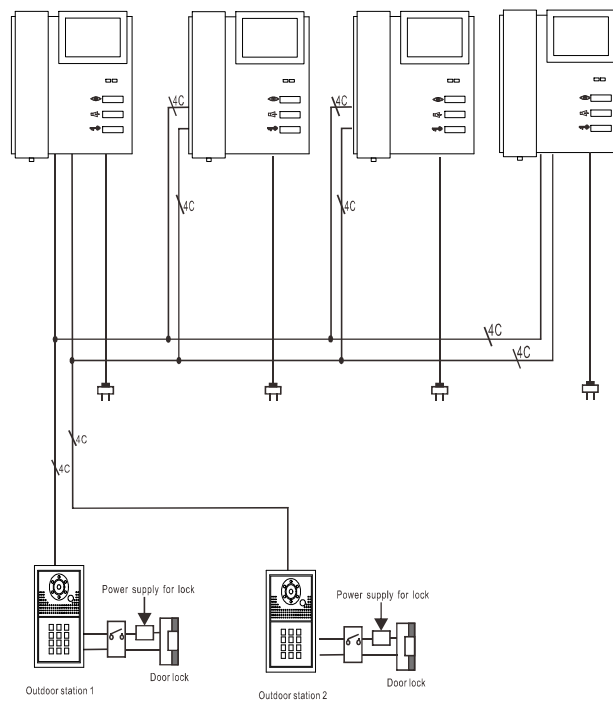 4C
4C
4C
4C
4C
4C
4C
4C
Power supply for lock
Power supply for lock
Door lock
Door lock
Outdoor station 1
Outdoor station 2